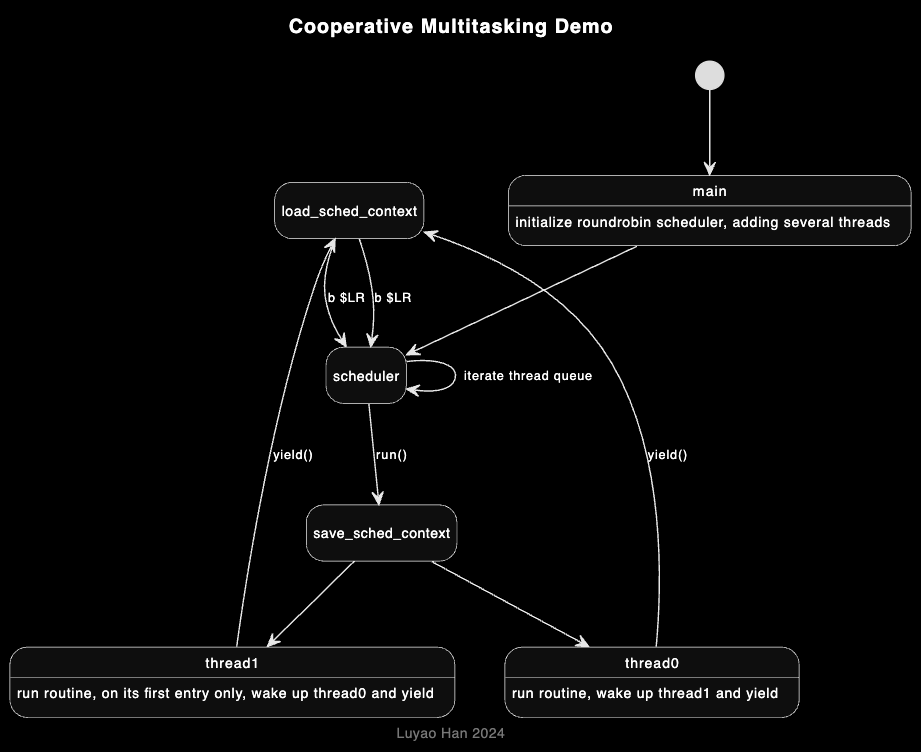 Cooperative Multitasking Demo
main
initialize roundrobin scheduler, adding several threads
load_sched_context
b $LR
b $LR
scheduler
iterate thread queue
yield()
run()
yield()
save_sched_context
thread1
run routine, on its first entry only, wake up thread0 and yield
thread0
run routine, wake up thread1 and yield
Luyao Han 2024